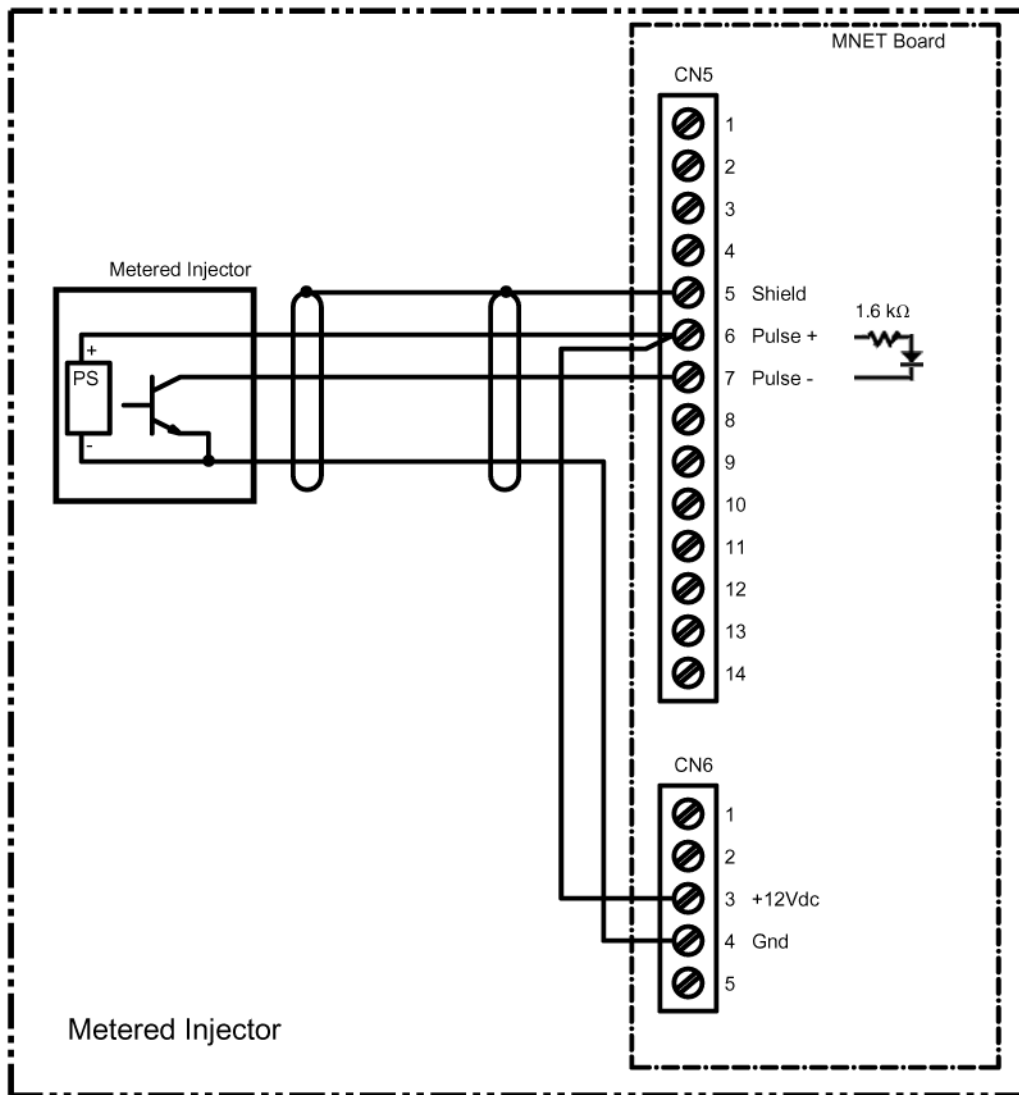 MNET Board
CN5
1
2
3
4
Metered Injector
5 Shield
1.6 kΩ
6 Pulse +
+
PS
7 Pulse -
-
8
9
10
11
12
13
14
CN6
1
2
3 +12Vdc
4 Gnd
5
Metered Injector